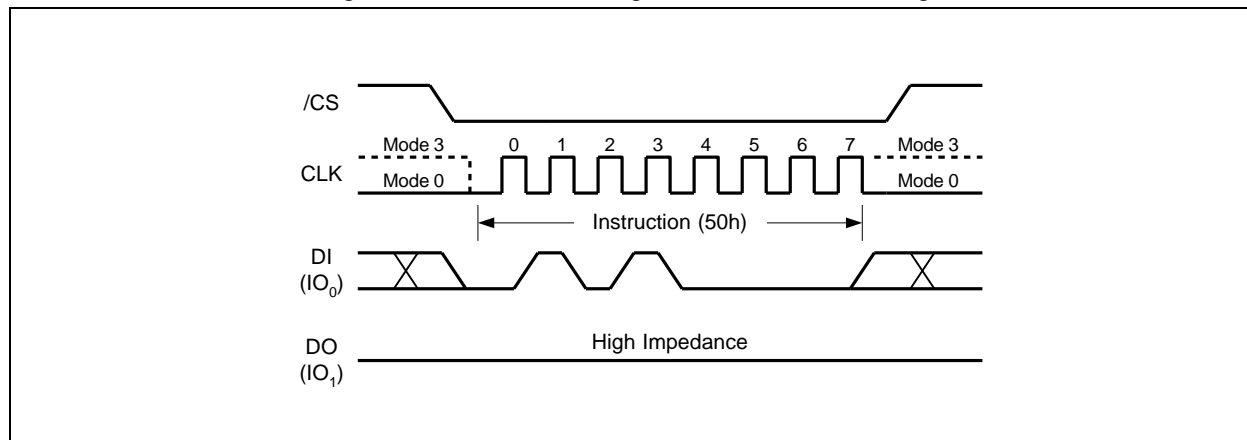 /CS
Mode 3 0 1 2 3 4 5 6 7 Mode 3
CLK
Mode 0 Mode 0
Instruction (50h)
DI
(IO₀)
High Impedance
DO
(IO₁)